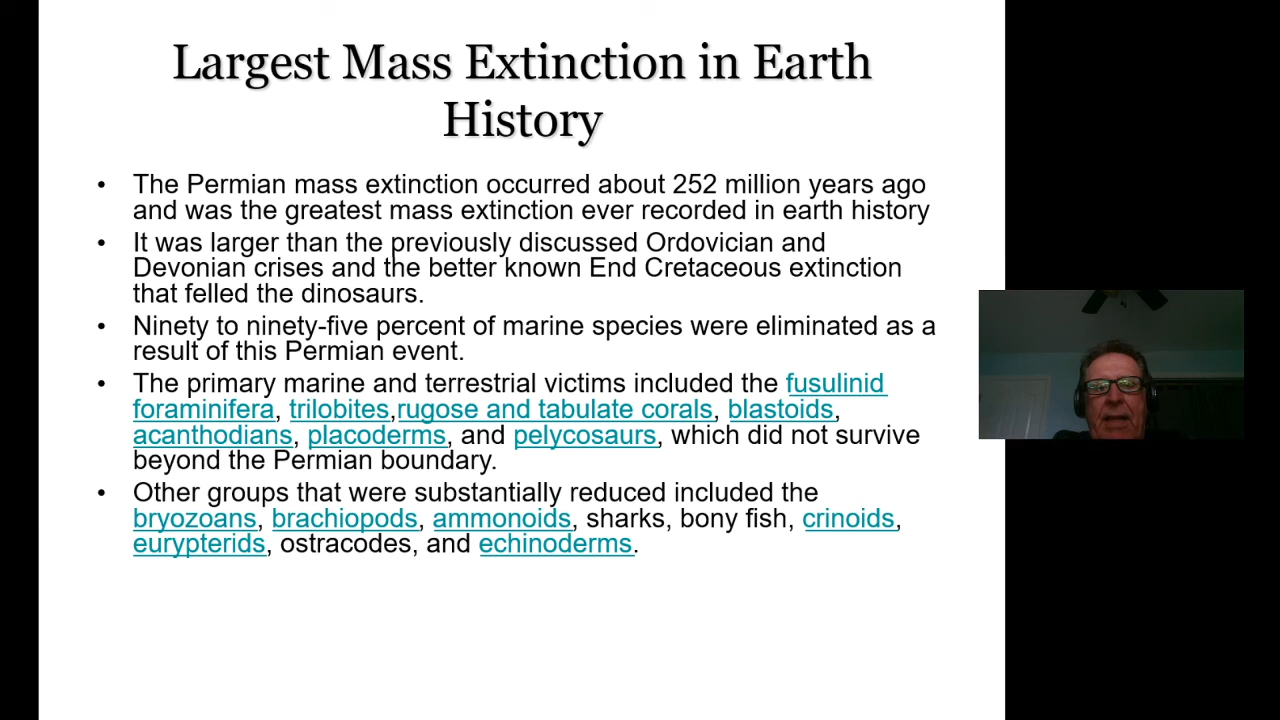 Largest Mass Extinction in Earth
History
• The Permian mass extinction occurred about 252 million years ago
and was the greatest mass extinction ever recorded in earth history
• It was larger than the previously discussed Ordovician and
Devonian crises and the better known End Cretaceous extinction
that felled the dinosaurs.
• Ninety to ninety-five percent of marine species were eliminated as a
result of this Permian event.
• The primary marine and terrestrial victims included the fusulinid
foraminifera, trilobites,rugose and tabulate corals, blastoids,
acanthodians, placoderms, and pelycosaurs, which did not survive
beyond the Permian boundary.
• Other groups that were substantially reduced included the
bryozoans, brachiopods, ammonoids, sharks, bony fish, crinoids,
eurypterids, ostracodes, and echinoderms.